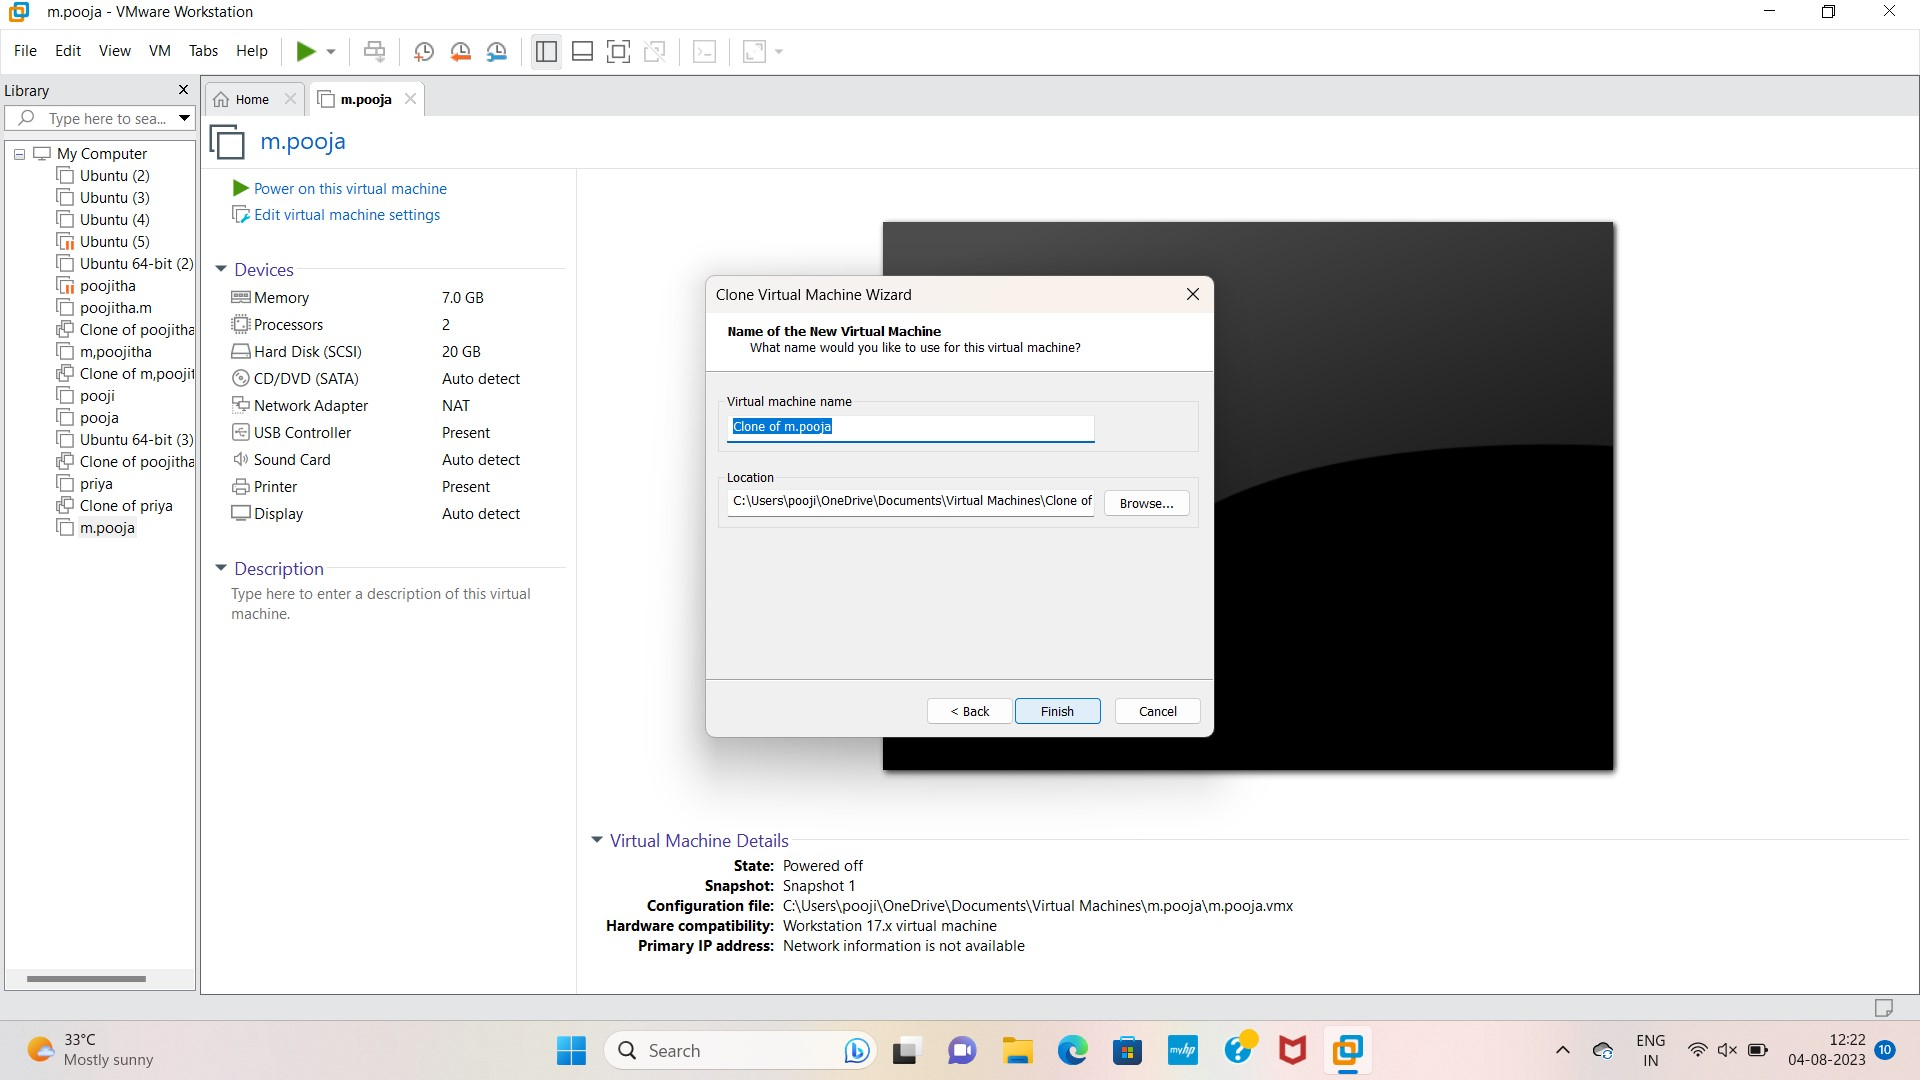 m.pooja - VMware Workstation
File Edit View VM Tabs Help
Library
Type here to sea...
Home
m.pooja
My Computer
Ubuntu (2)
Ubuntu (3)
Ubuntu (4)
Ubuntu (5)
Ubuntu 64-bit (2)
poojitha
poojitha.m
Clone of poojitha
m,poojitha
Clone of m,poojit
pooji
pooja
Ubuntu 64-bit (3)
Clone of poojitha
priya
Clone of priya
m.pooja
m.pooja
Power on this virtual machine
Edit virtual machine settings
Devices
Memory 7.0 GB
Processors 2
Hard Disk (SCSI) 20 GB
CD/DVD (SATA) Auto detect
Network Adapter NAT
USB Controller Present
Sound Card Auto detect
Printer Present
Display Auto detect
Description
Type here to enter a description of this virtual
machine.
Clone Virtual Machine Wizard
Name of the New Virtual Machine
What name would you like to use for this virtual machine?
Virtual machine name
Clone of m.pooja
Location
C:\Users\pooji\OneDrive\Documents\Virtual Machines\Clone of
Browse...
< Back Finish Cancel
Virtual Machine Details
State: Powered off
Snapshot: Snapshot 1
Configuration file: C:\Users\pooji\OneDrive\Documents\Virtual Machines\m.pooja\m.pooja.vmx
Hardware compatibility: Workstation 17.x virtual machine
Primary IP address: Network information is not available
33°C
Mostly sunny
Search
myhp
ENG
IN
12:22
04-08-2023
10